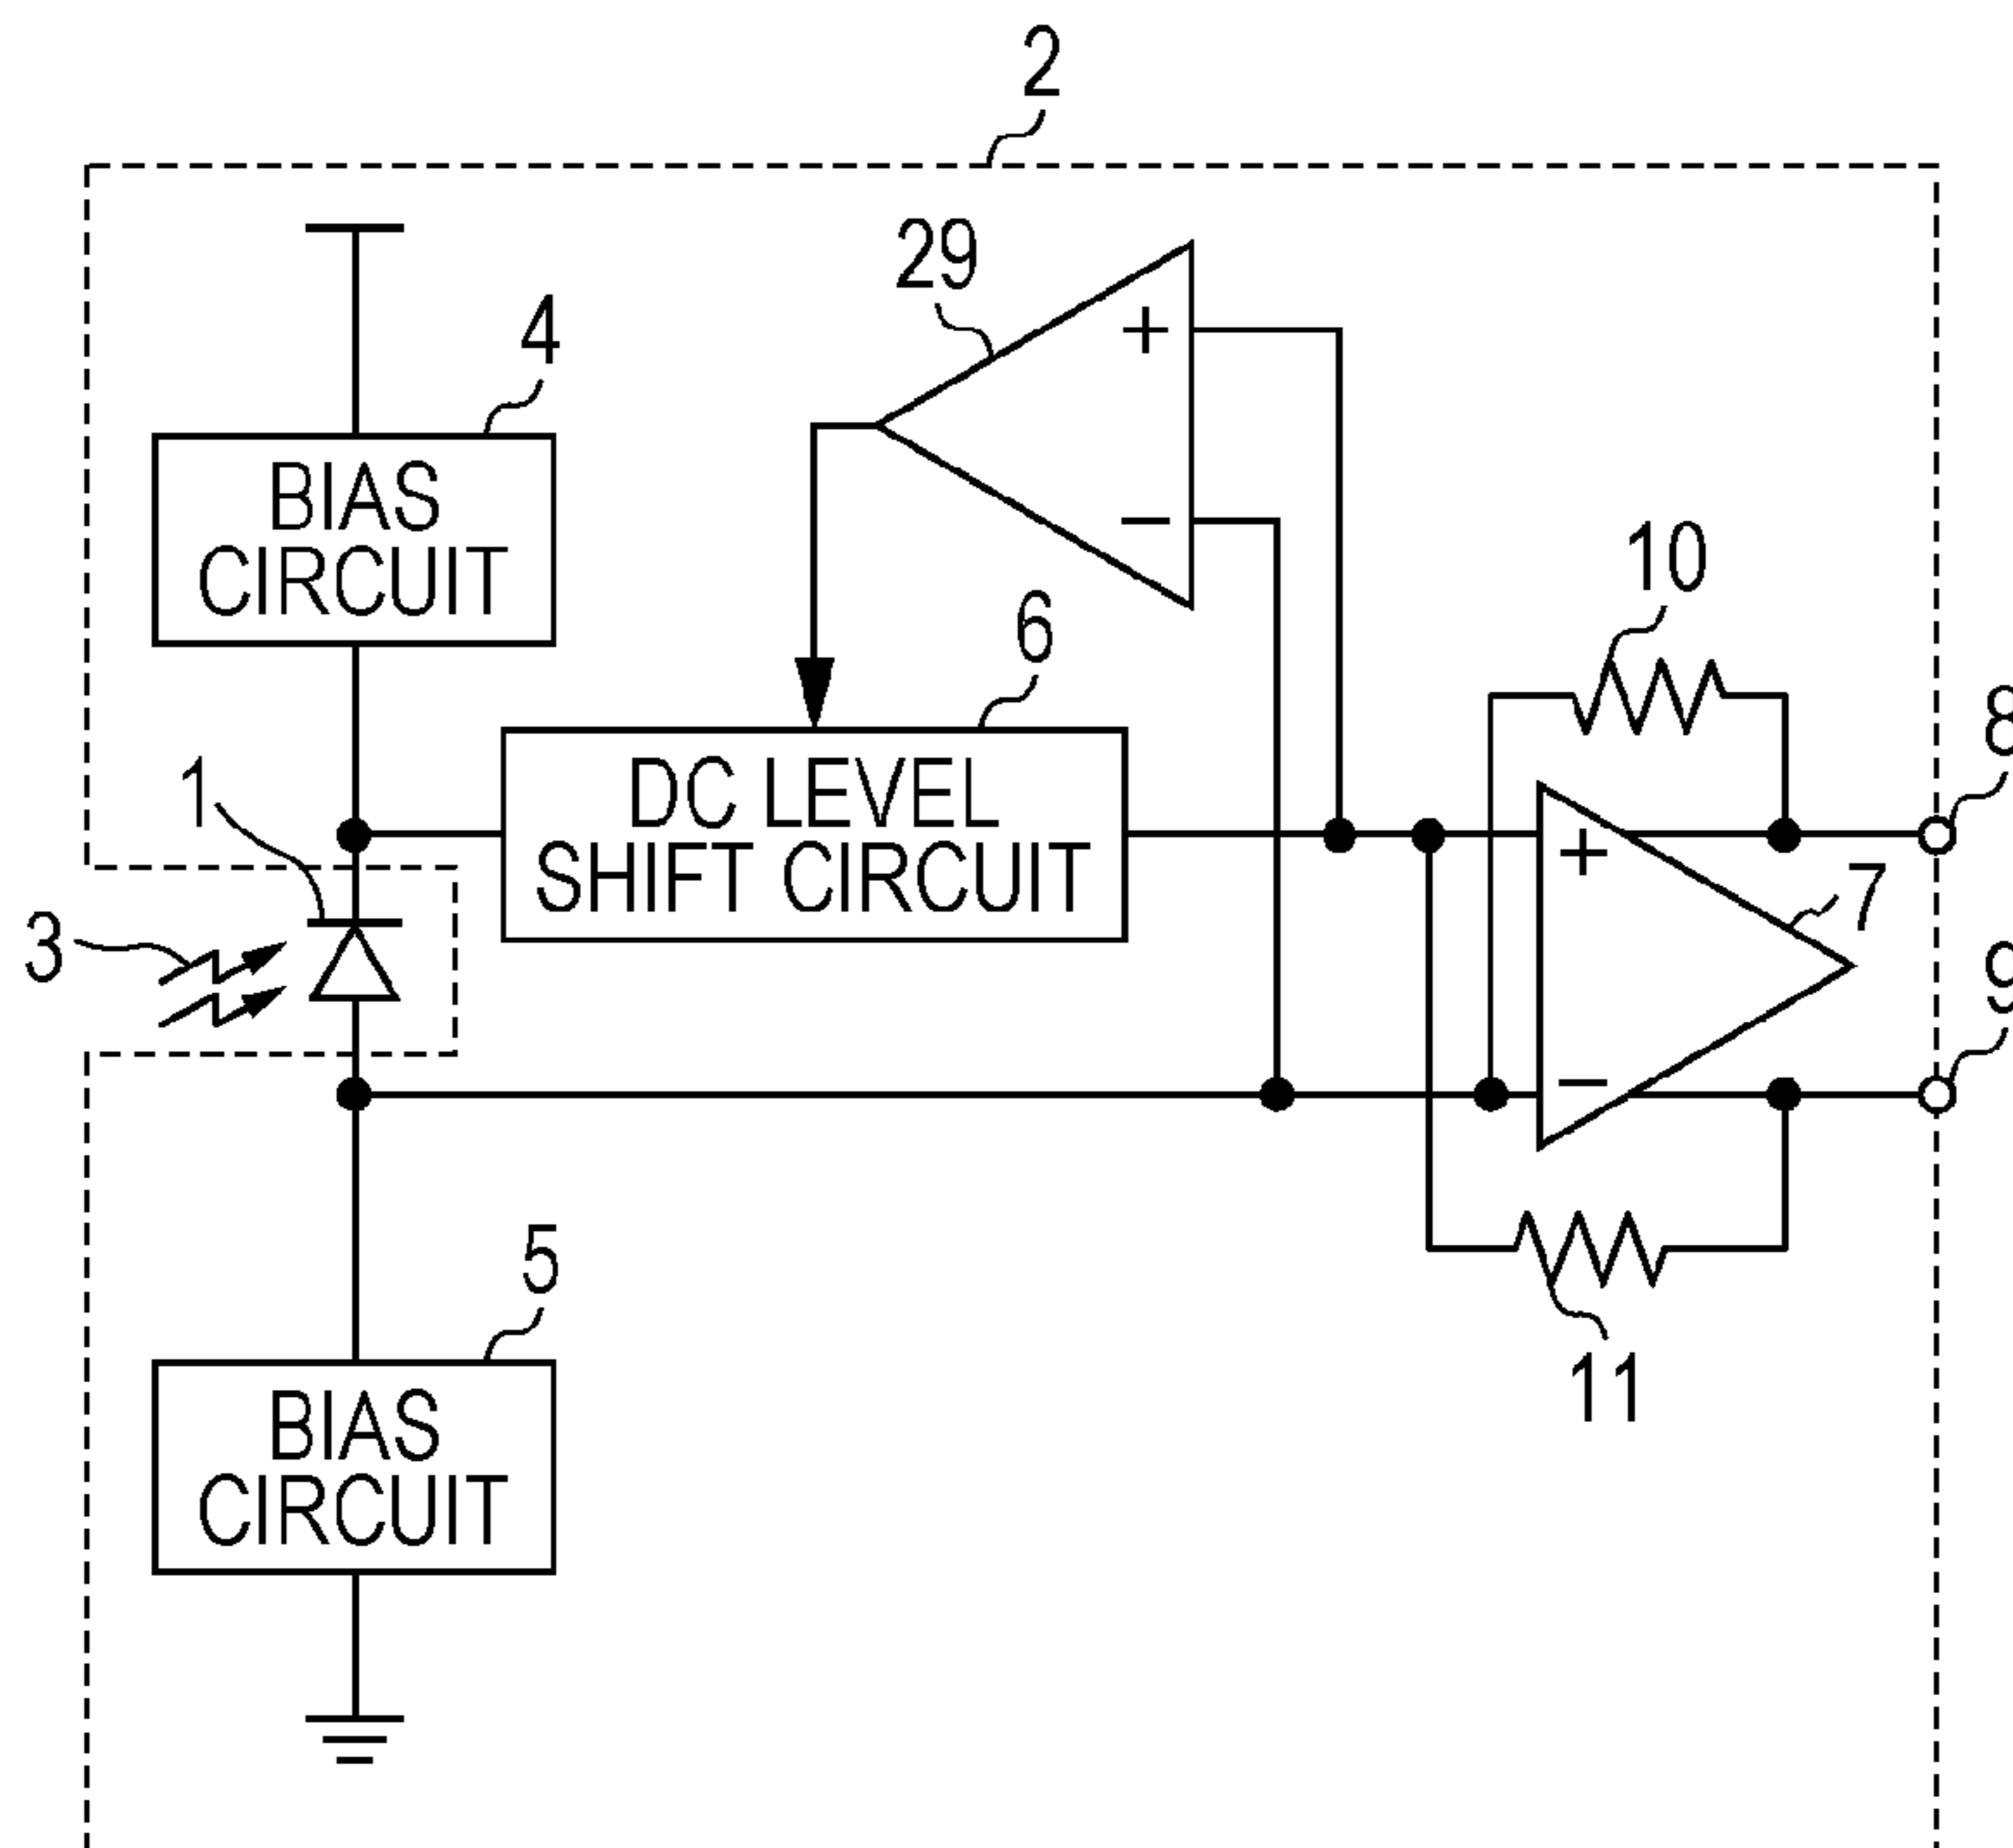 2
29
+
−
4
BIAS
CIRCUIT
10
6
8
1
DC LEVEL
SHIFT CIRCUIT
+
−
7
3
9
5
BIAS
CIRCUIT
11